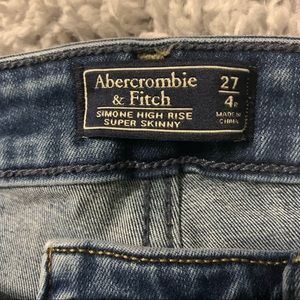 Abercrombie
& Fitch
SIMONE HIGH RISE
SUPER SKINNY
27
4R
MADE IN
CHINA